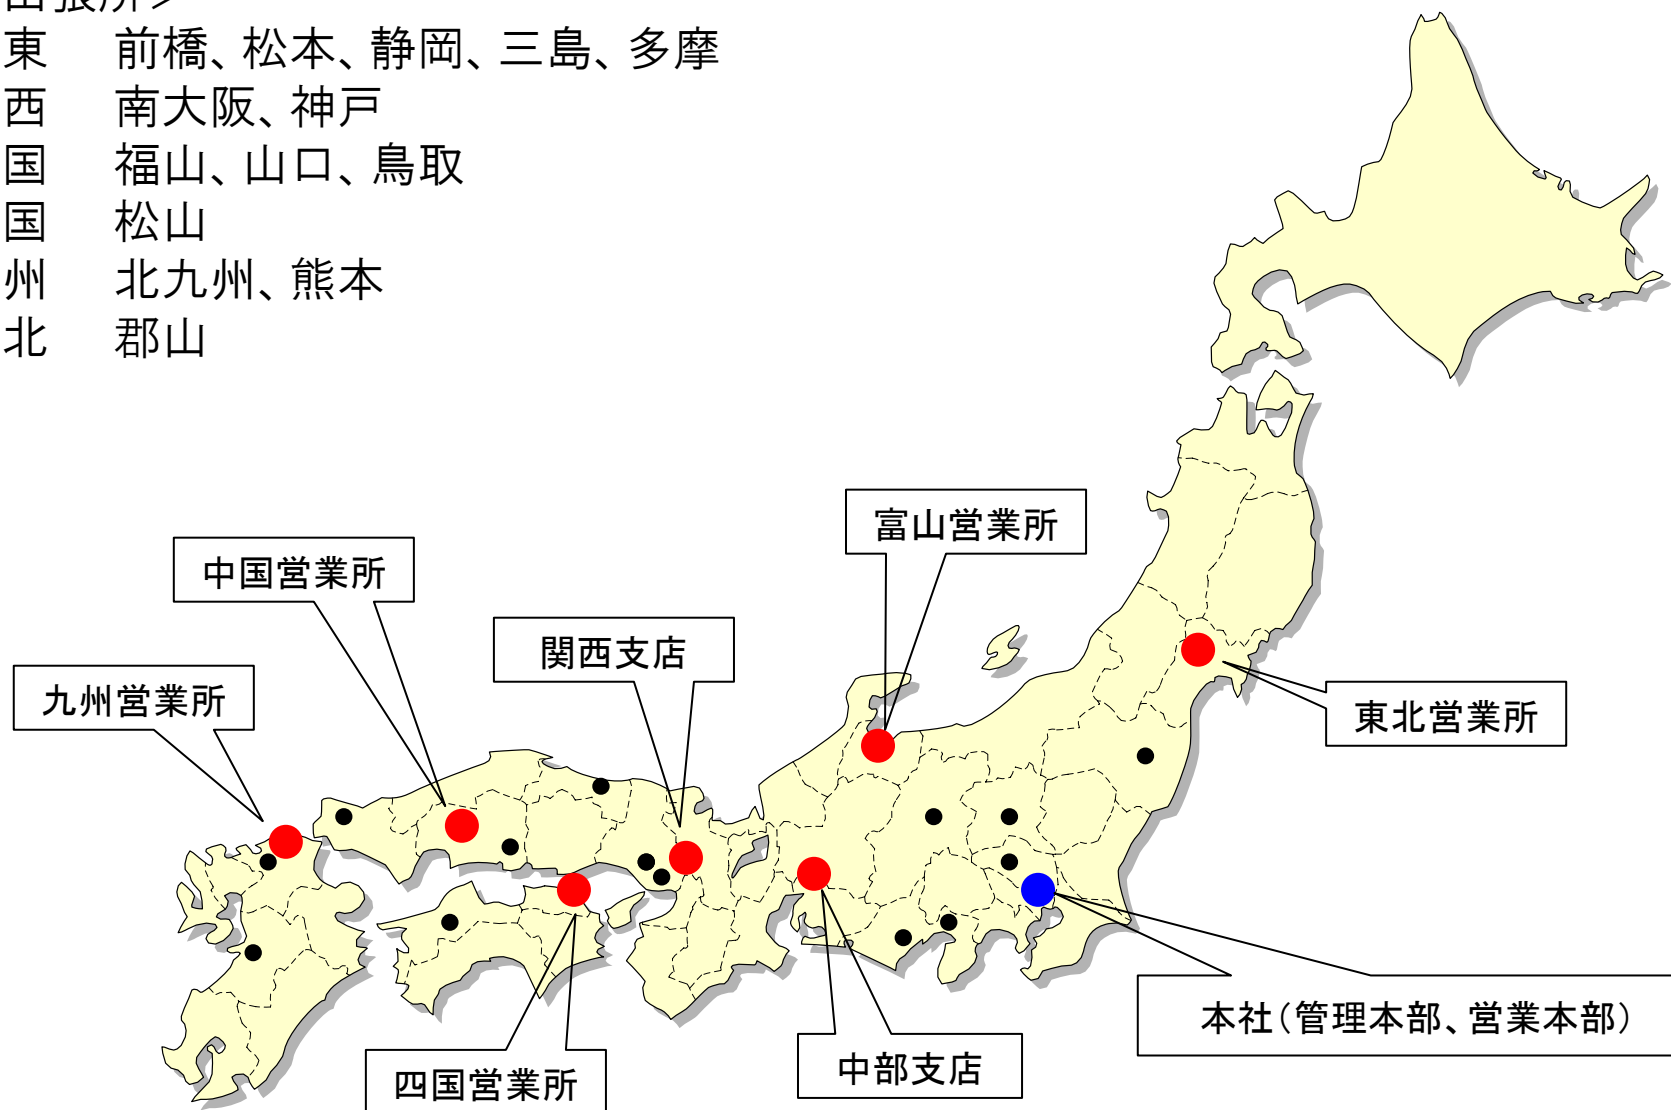 出張所>
東 前橋、松本、静岡、三島、多摩
西 南大阪、神戸
国 福山、山口、鳥取
国 松山
州 北九州、熊本
北 郡山
富山営業所
中国営業所
関西支店
九州営業所
東北営業所
本社(管理本部、営業本部)
中部支店
四国営業所